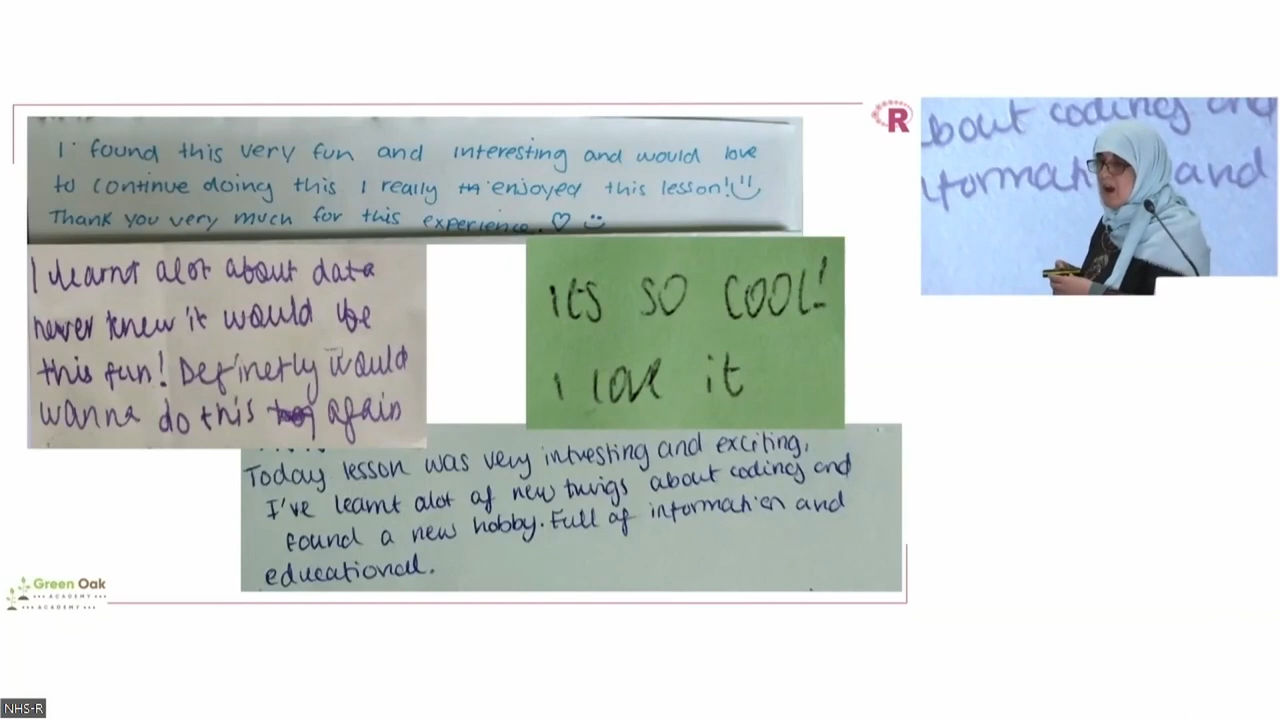 I found this very fun and interesting and would love
to continue doing this I really enjoyed this lesson!
Thank you very much for this experience.
I learnt alot about data
never knew it would be
this fun! Definetly would
wanna do this again
its so cool!
i love it
Today lesson was very intresting and exciting,
I've learnt alot of new things about coding and
found a new hobby. Full of information and
educational.
R
about coding and
information and
Green Oak
ACADEMY
ACADEMY
NHS-R